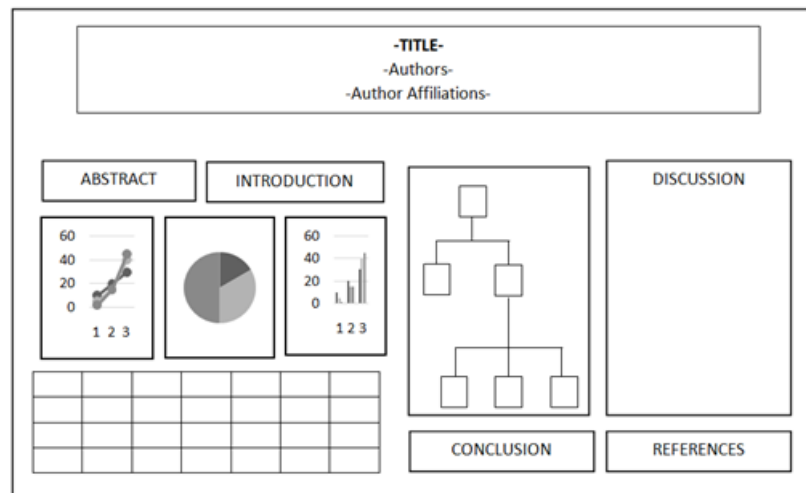 -TITLE-
-Authors-
-Author Affiliations-
ABSTRACT
INTRODUCTION
60
40
20
0
1 2 3
60
40
20
0
1 2 3
DISCUSSION
CONCLUSION
REFERENCES